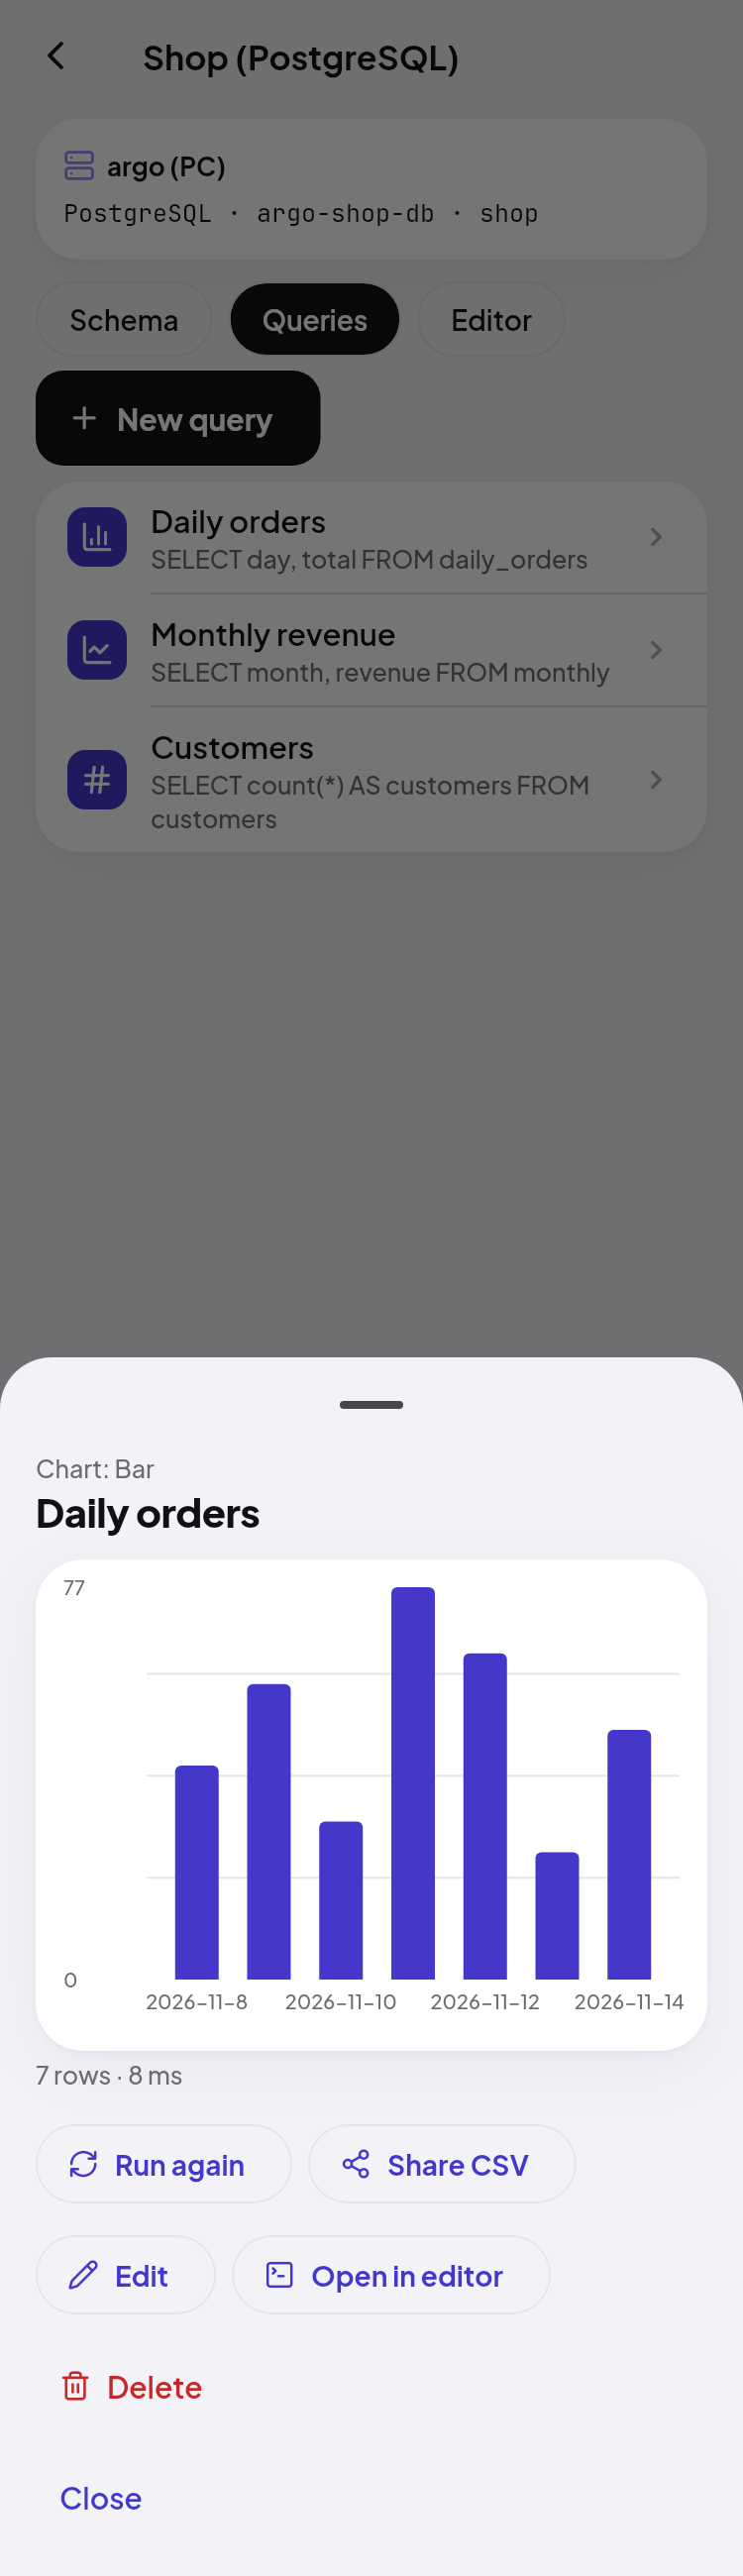 Shop (PostgreSQL)
argo (PC)
PostgreSQL · argo-shop-db · shop
Schema
Queries
Editor
New query
Daily orders
SELECT day, total FROM daily_orders
Monthly revenue
SELECT month, revenue FROM monthly
Customers
SELECT count(*) AS customers FROM
customers
Chart: Bar
Daily orders
77
0
2026-11-8
2026-11-10
2026-11-12
2026-11-14
7 rows · 8 ms
Run again
Share CSV
Edit
Open in editor
Delete
Close